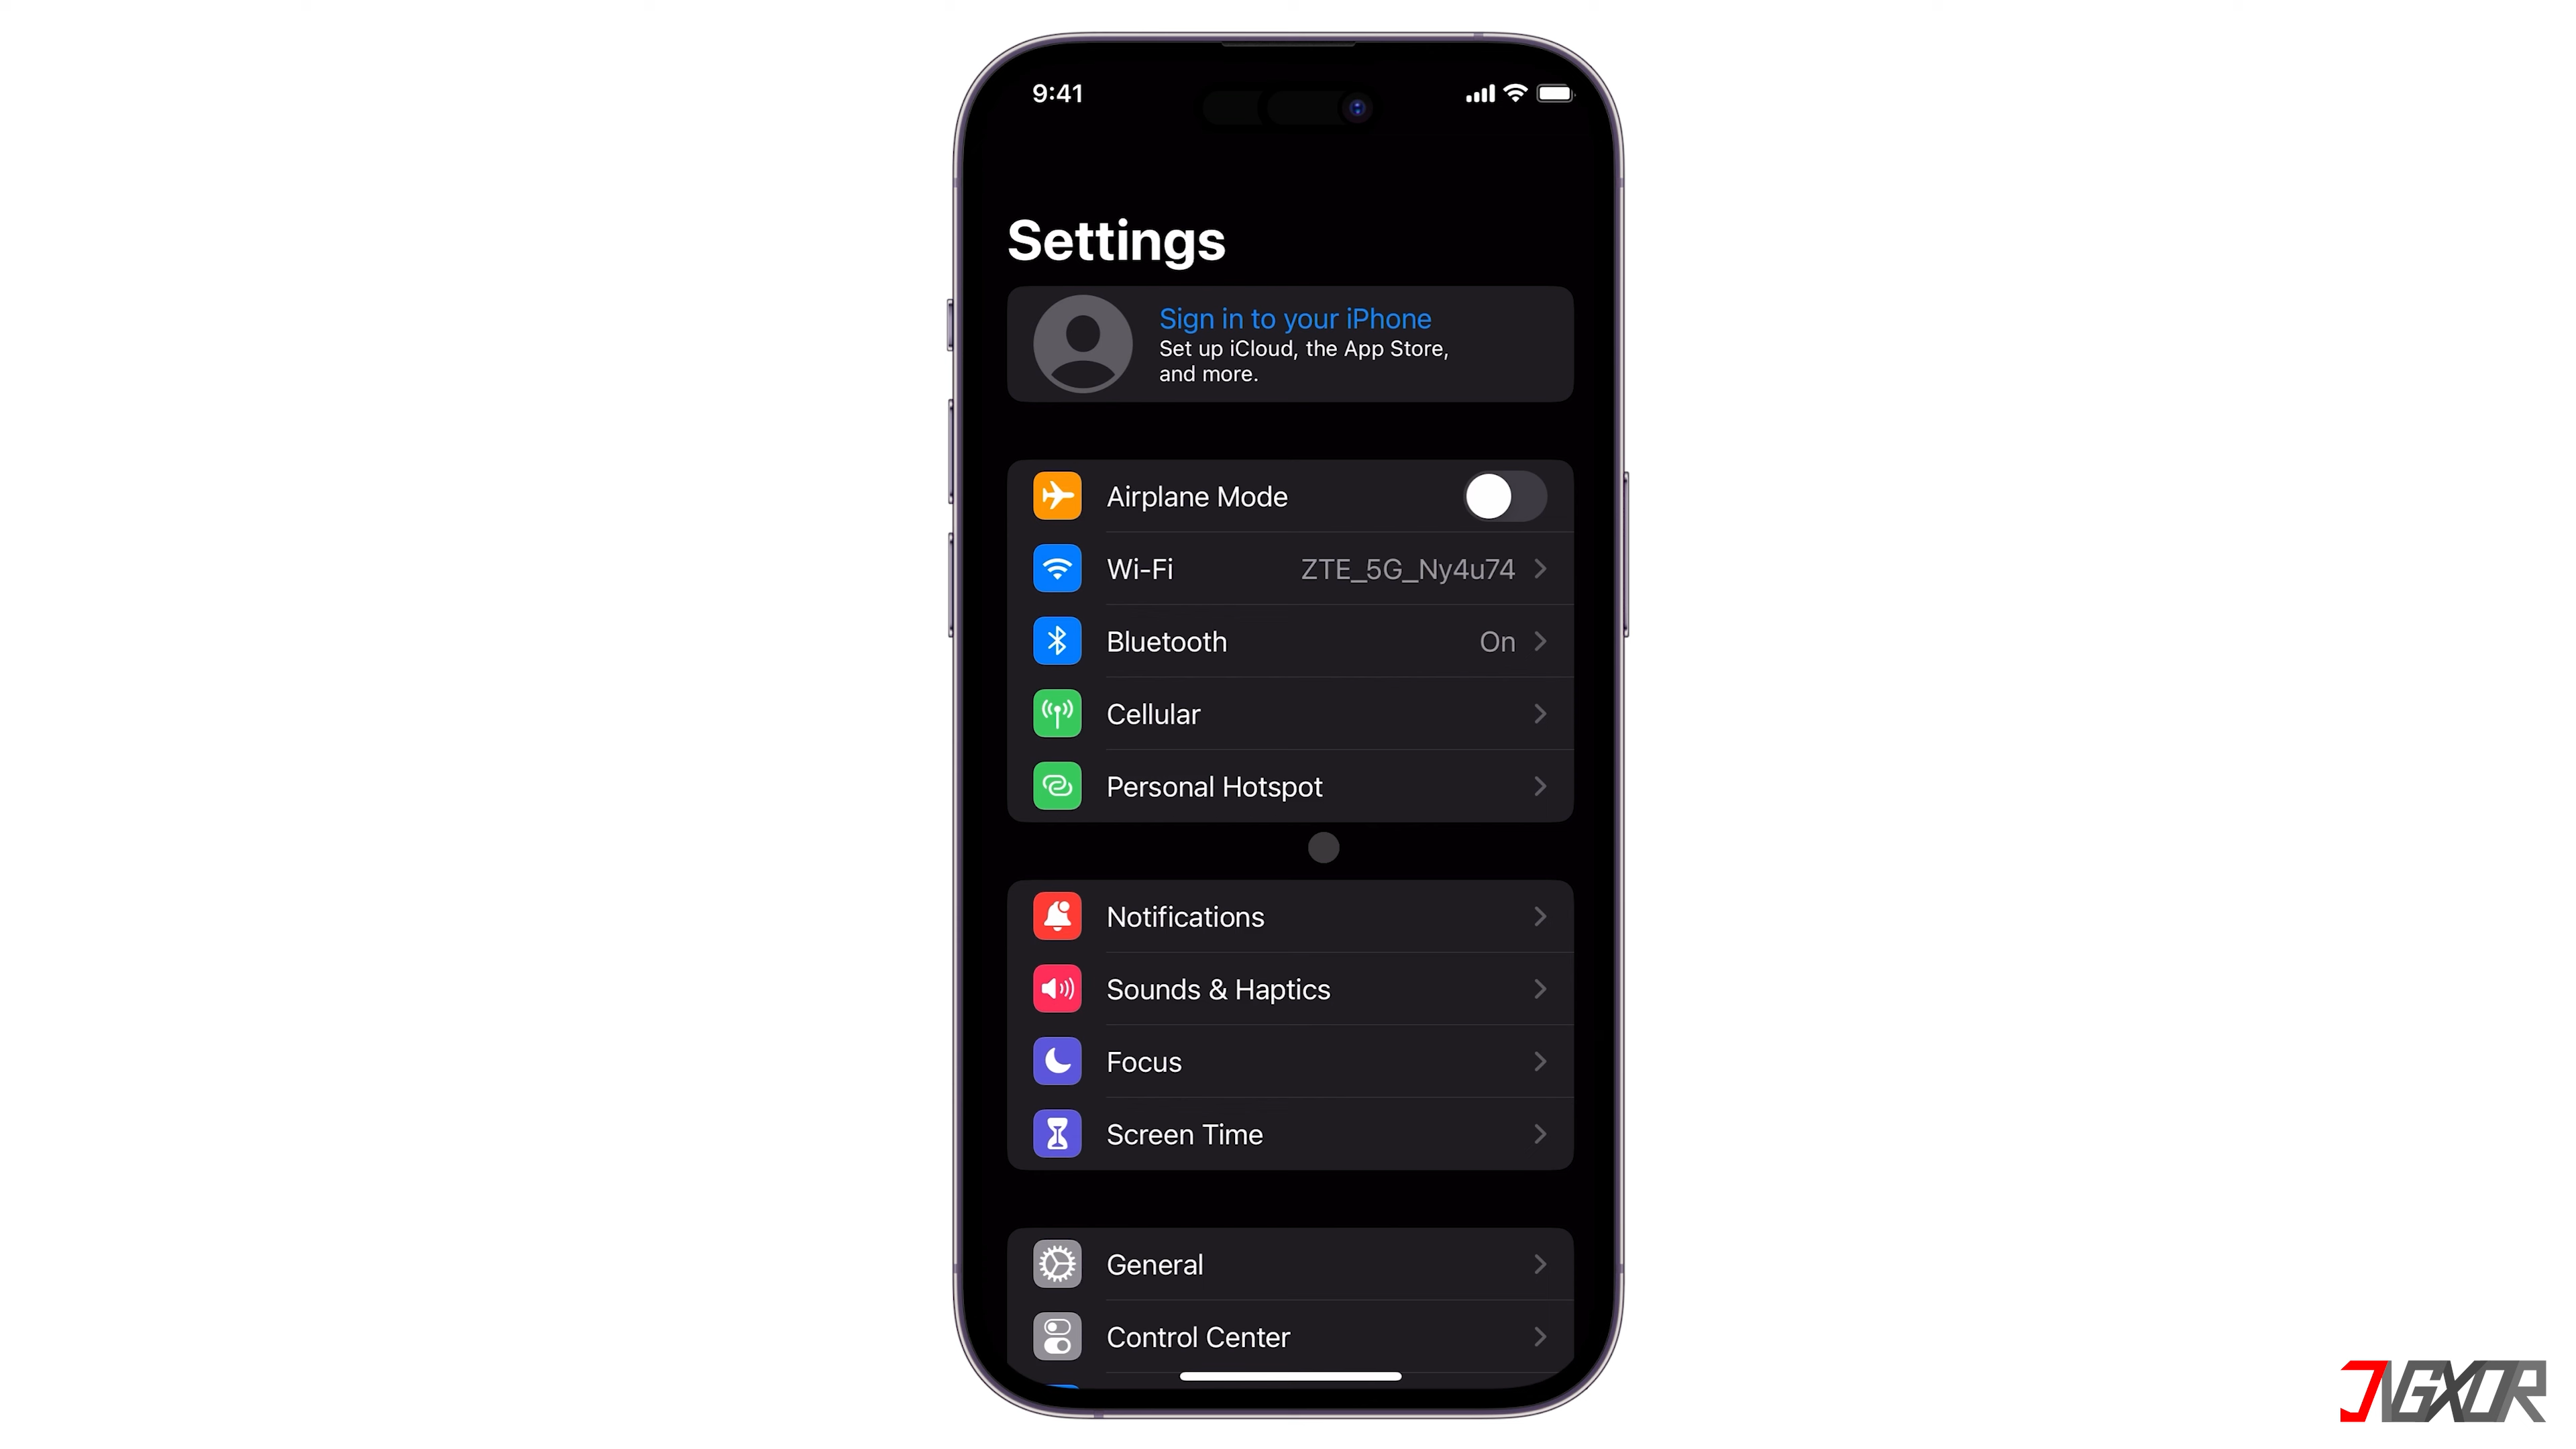 9:41
Settings
Sign in to your iPhone
Set up iCloud, the App Store,
and more.
Airplane Mode
Wi-Fi ZTE_5G_Ny4u74
Bluetooth On
Cellular
Personal Hotspot
Notifications
Sounds & Haptics
Focus
Screen Time
General
Control Center
JNGXOR